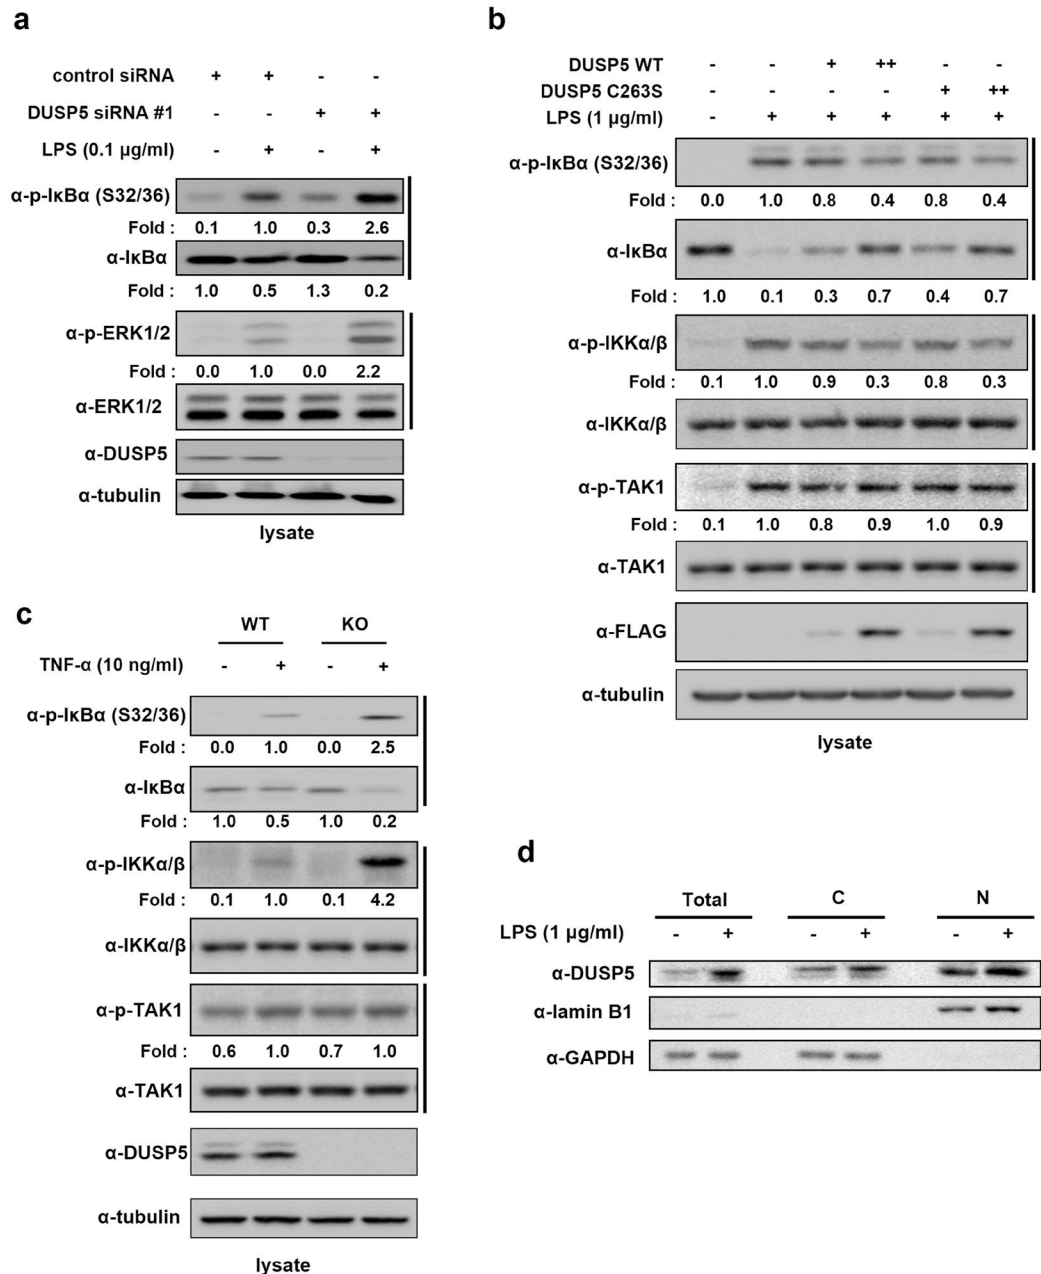 a
control siRNA + + - -
DUSP5 siRNA #1 - - + +
LPS (0.1 μg/ml) - + - +
α-p-IκBα (S32/36)
Fold : 0.1 1.0 0.3 2.6
α-IκBα
Fold : 1.0 0.5 1.3 0.2
α-p-ERK1/2
Fold : 0.0 1.0 0.0 2.2
α-ERK1/2
α-DUSP5
α-tubulin
lysate
b
DUSP5 WT - - + ++ - -
DUSP5 C263S - - - - + ++
LPS (1 μg/ml) - + + + + +
α-p-IκBα (S32/36)
Fold : 0.0 1.0 0.8 0.4 0.8 0.4
α-IκBα
Fold : 1.0 0.1 0.3 0.7 0.4 0.7
α-p-IKKα/β
Fold : 0.1 1.0 0.9 0.3 0.8 0.3
α-IKKα/β
α-p-TAK1
Fold : 0.1 1.0 0.8 0.9 1.0 0.9
α-TAK1
α-FLAG
α-tubulin
lysate
c
WT KO
TNF-α (10 ng/ml) - + - +
α-p-IκBα (S32/36)
Fold : 0.0 1.0 0.0 2.5
α-IκBα
Fold : 1.0 0.5 1.0 0.2
α-p-IKKα/β
Fold : 0.1 1.0 0.1 4.2
α-IKKα/β
α-p-TAK1
Fold : 0.6 1.0 0.7 1.0
α-TAK1
α-DUSP5
α-tubulin
lysate
d
Total C N
LPS (1 μg/ml) - + - + - +
α-DUSP5
α-lamin B1
α-GAPDH